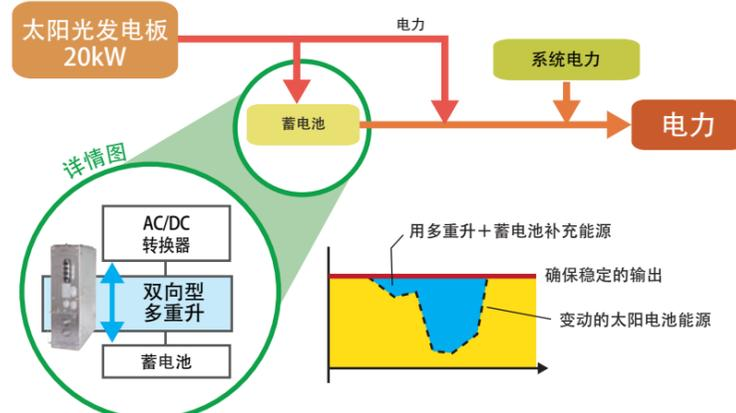 太阳光发电板
20kW
电力
系统电力
蓄电池
电力
详情图
AC/DC
转换器
双向型
多重升
蓄电池
用多重升＋蓄电池补充能源
确保稳定的输出
变动的太阳电池能源